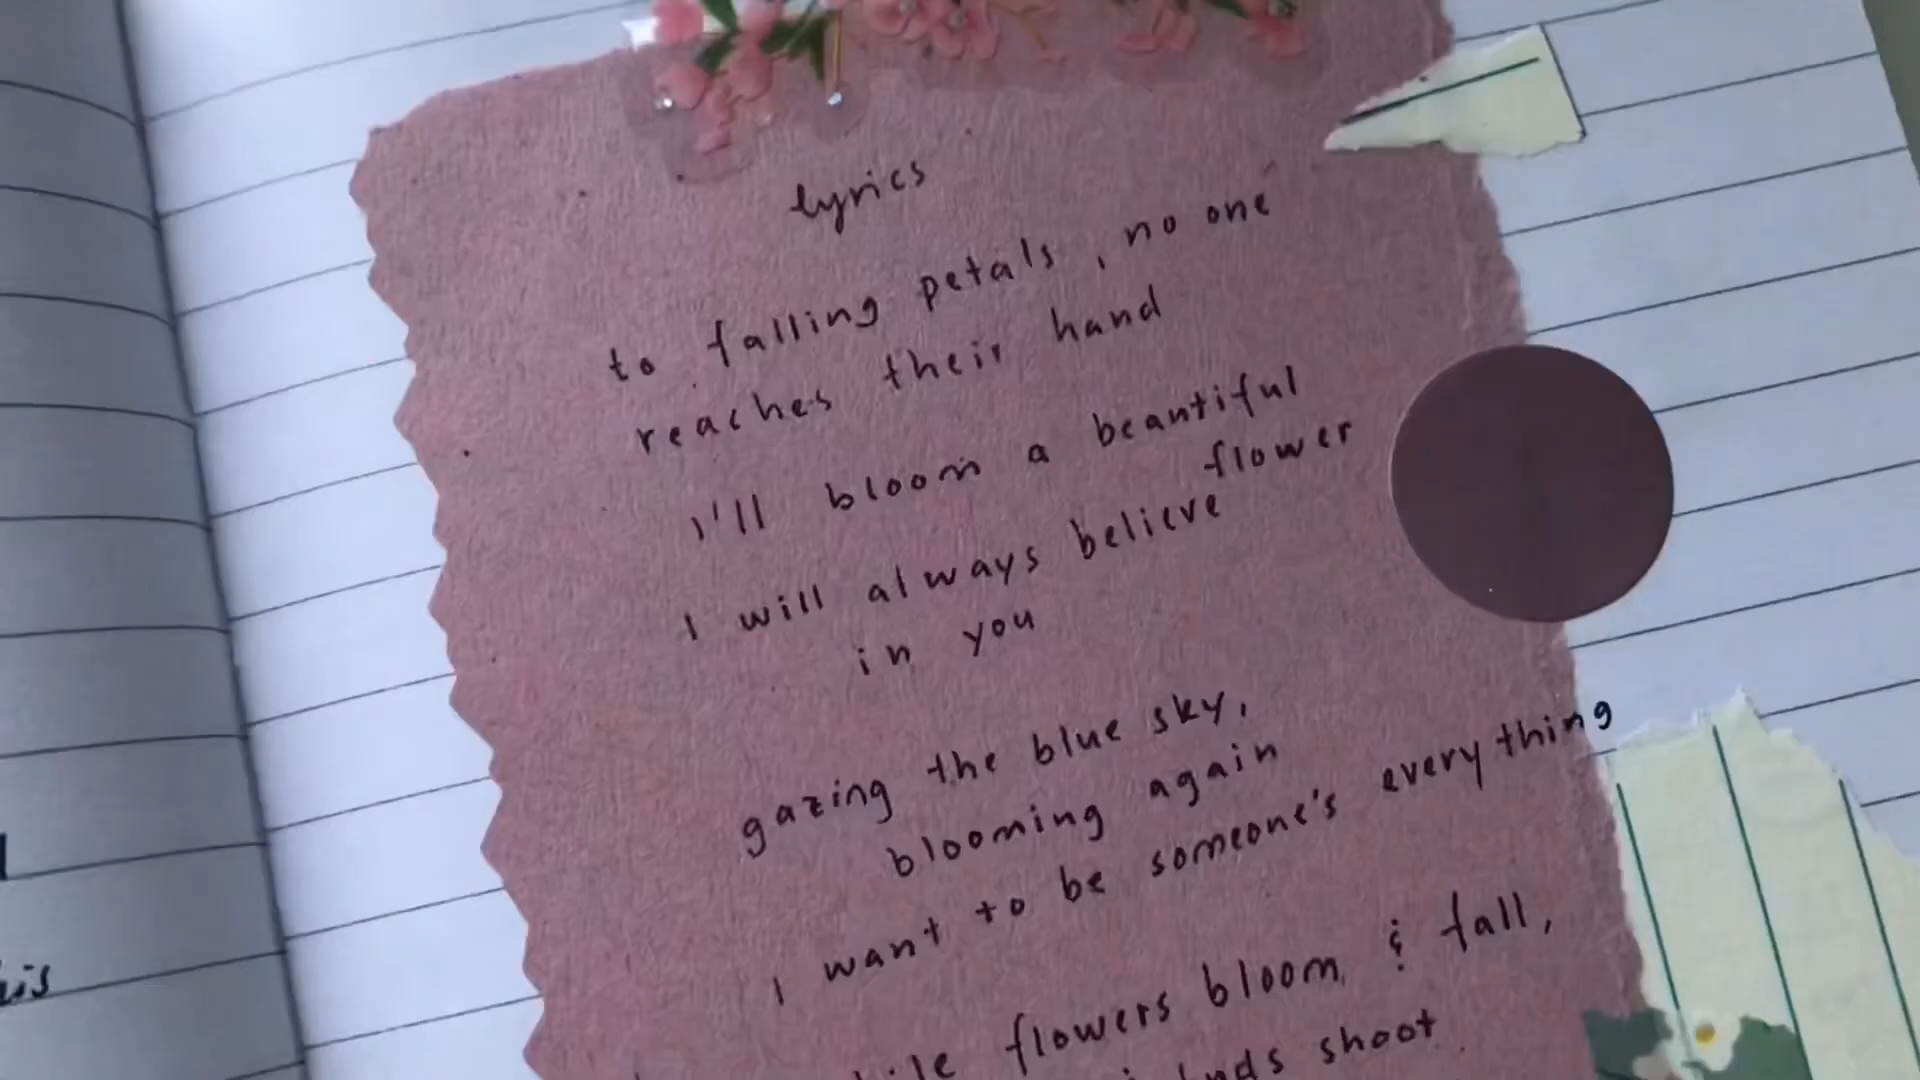 lyrics
to falling petals, no one
reaches their hand
I'll bloom a beautiful
flower
I will always believe
in you
gazing the blue sky,
blooming again
I want to be someone's everything
flowers bloom & fall,
shoot